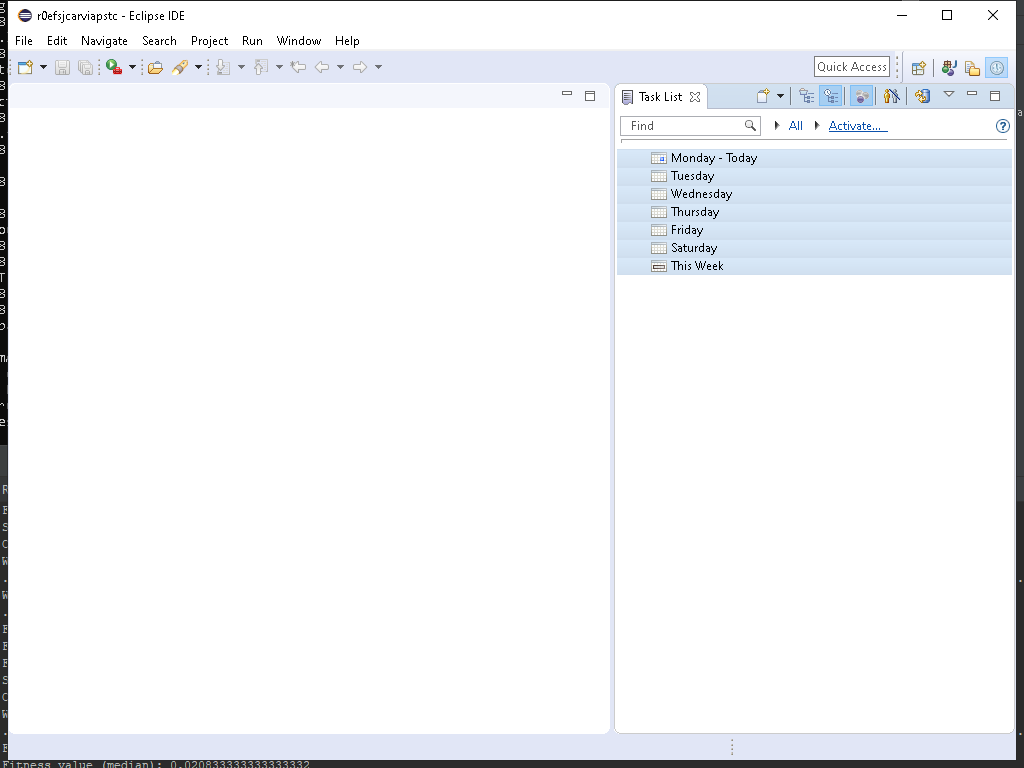 r0efsjcarviapstc - Eclipse IDE
File Edit Navigate Search Project Run Window Help
Quick Access
Task List
Find All Activate...
Monday - Today
Tuesday
Wednesday
Thursday
Friday
Saturday
This Week
Fitness value (median): 0.020833333333333332